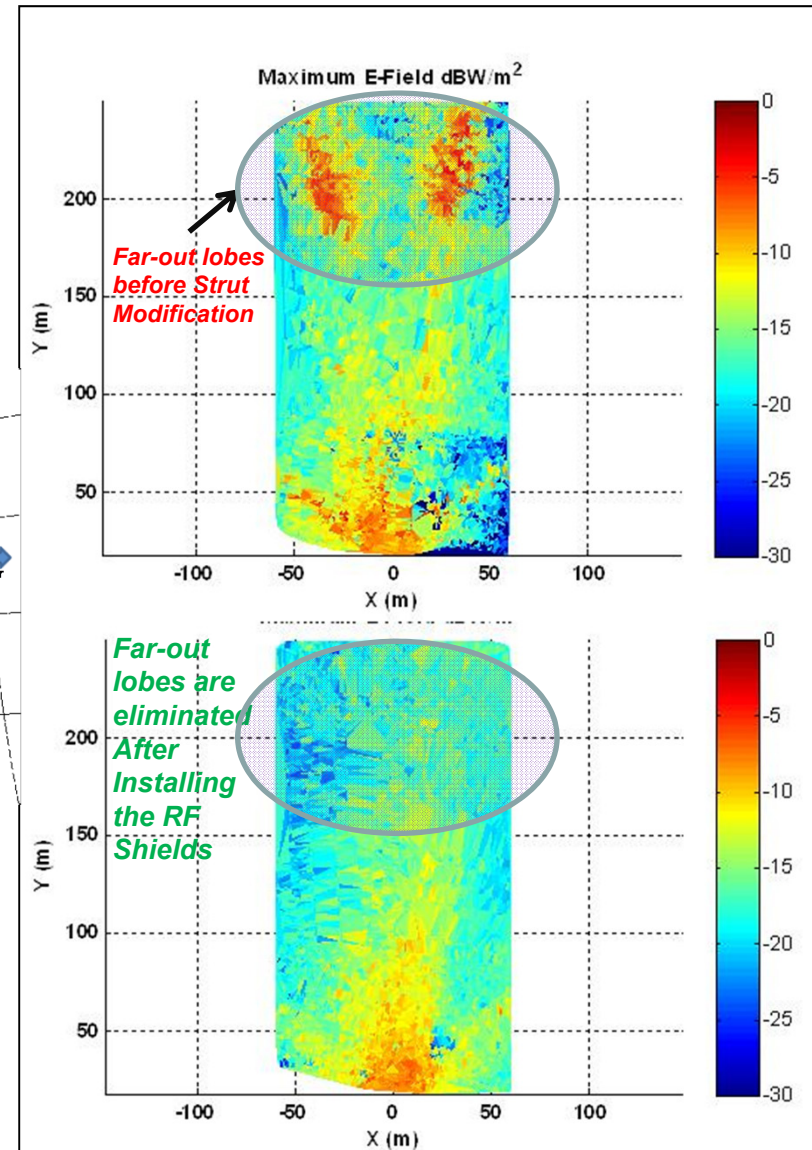 Maximum E-Field dBW/m²
0
-5
-10
-15
-20
-25
-30
200
150
100
50
Y (m)
-100 -50 0 50 100
X (m)
Far-out lobes
before Strut
Modification
0
-5
-10
-15
-20
-25
-30
200
150
100
50
Y (m)
-100 -50 0 50 100
X (m)
Far-out
lobes are
eliminated
After
Installing
the RF
Shields